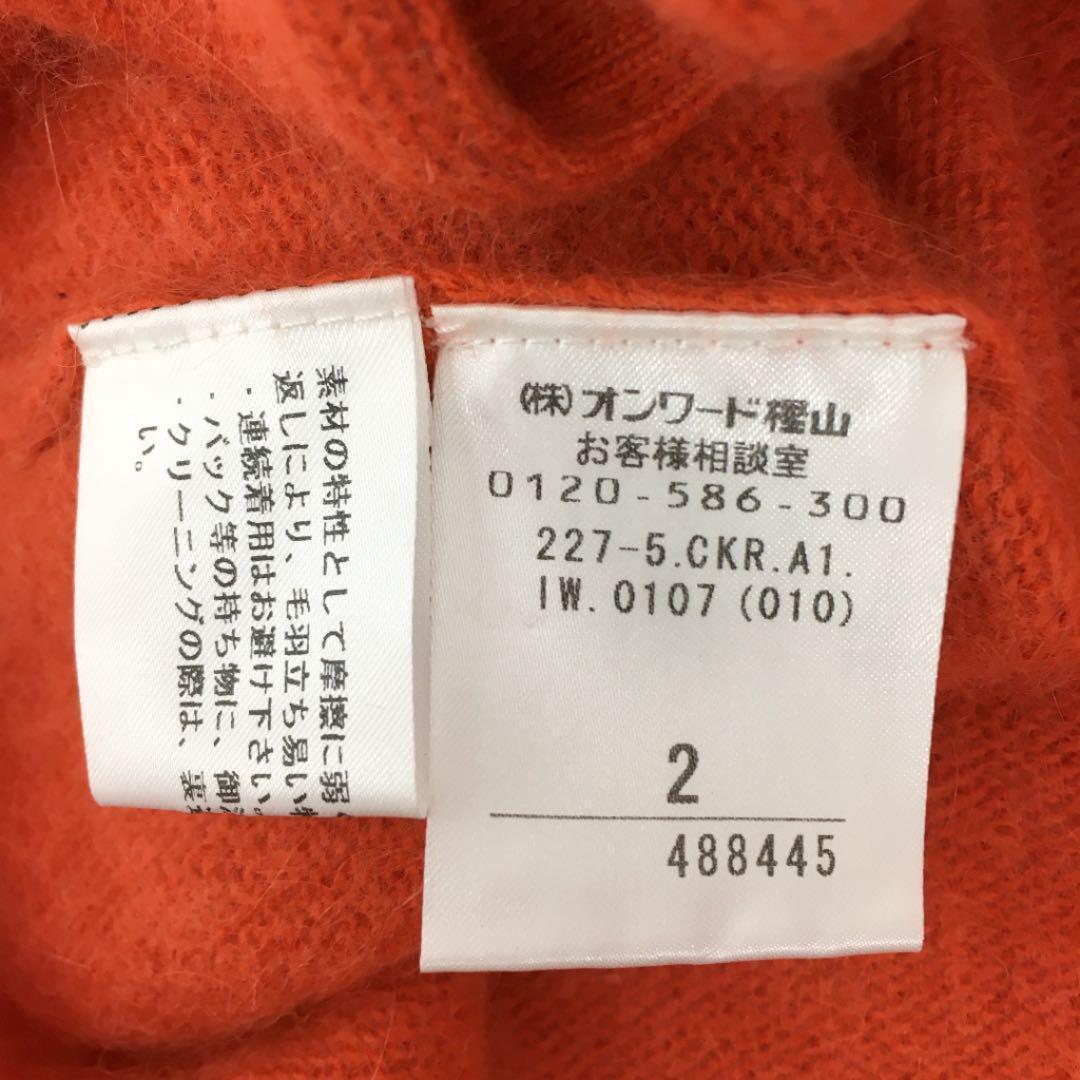 素材の特性として摩擦に弱
返しにより、毛羽立ち易い
・連続着用はお避け下さい。
・バック等の持ち物に、御
・クリーニングの際は、裏
い。
(株)オンワード樫山
お客様相談室
0120-586-300
227-5.CKR.A1.
IW.0107(010)
2
488445